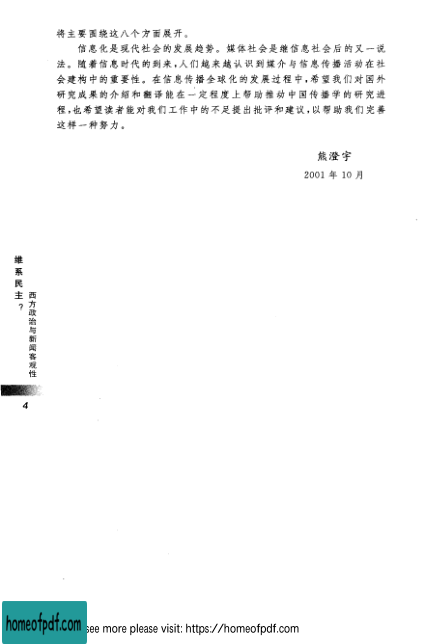 将主要围绕这八个方面展开。
信息化是现代社会的发展趋势。媒体社会是继信息社会后的又一说
法。随着信息时代的到来,人们越来越认识到媒介与信息传播活动在社
会建构中的重要性。在信息传播全球化的发展过程中,希望我们对国外
研究成果的介绍和翻译能在一定程度上帮助推动中国传播学的研究进
程,也希望读者能对我们工作中的不足提出批评和建议,以帮助我们完善
这样一种努力。
熊澄宇
2001 年 10 月
维系民主?
西方政治与新闻客观性
4
homeofpdf.com
see more please visit: https://homeofpdf.com